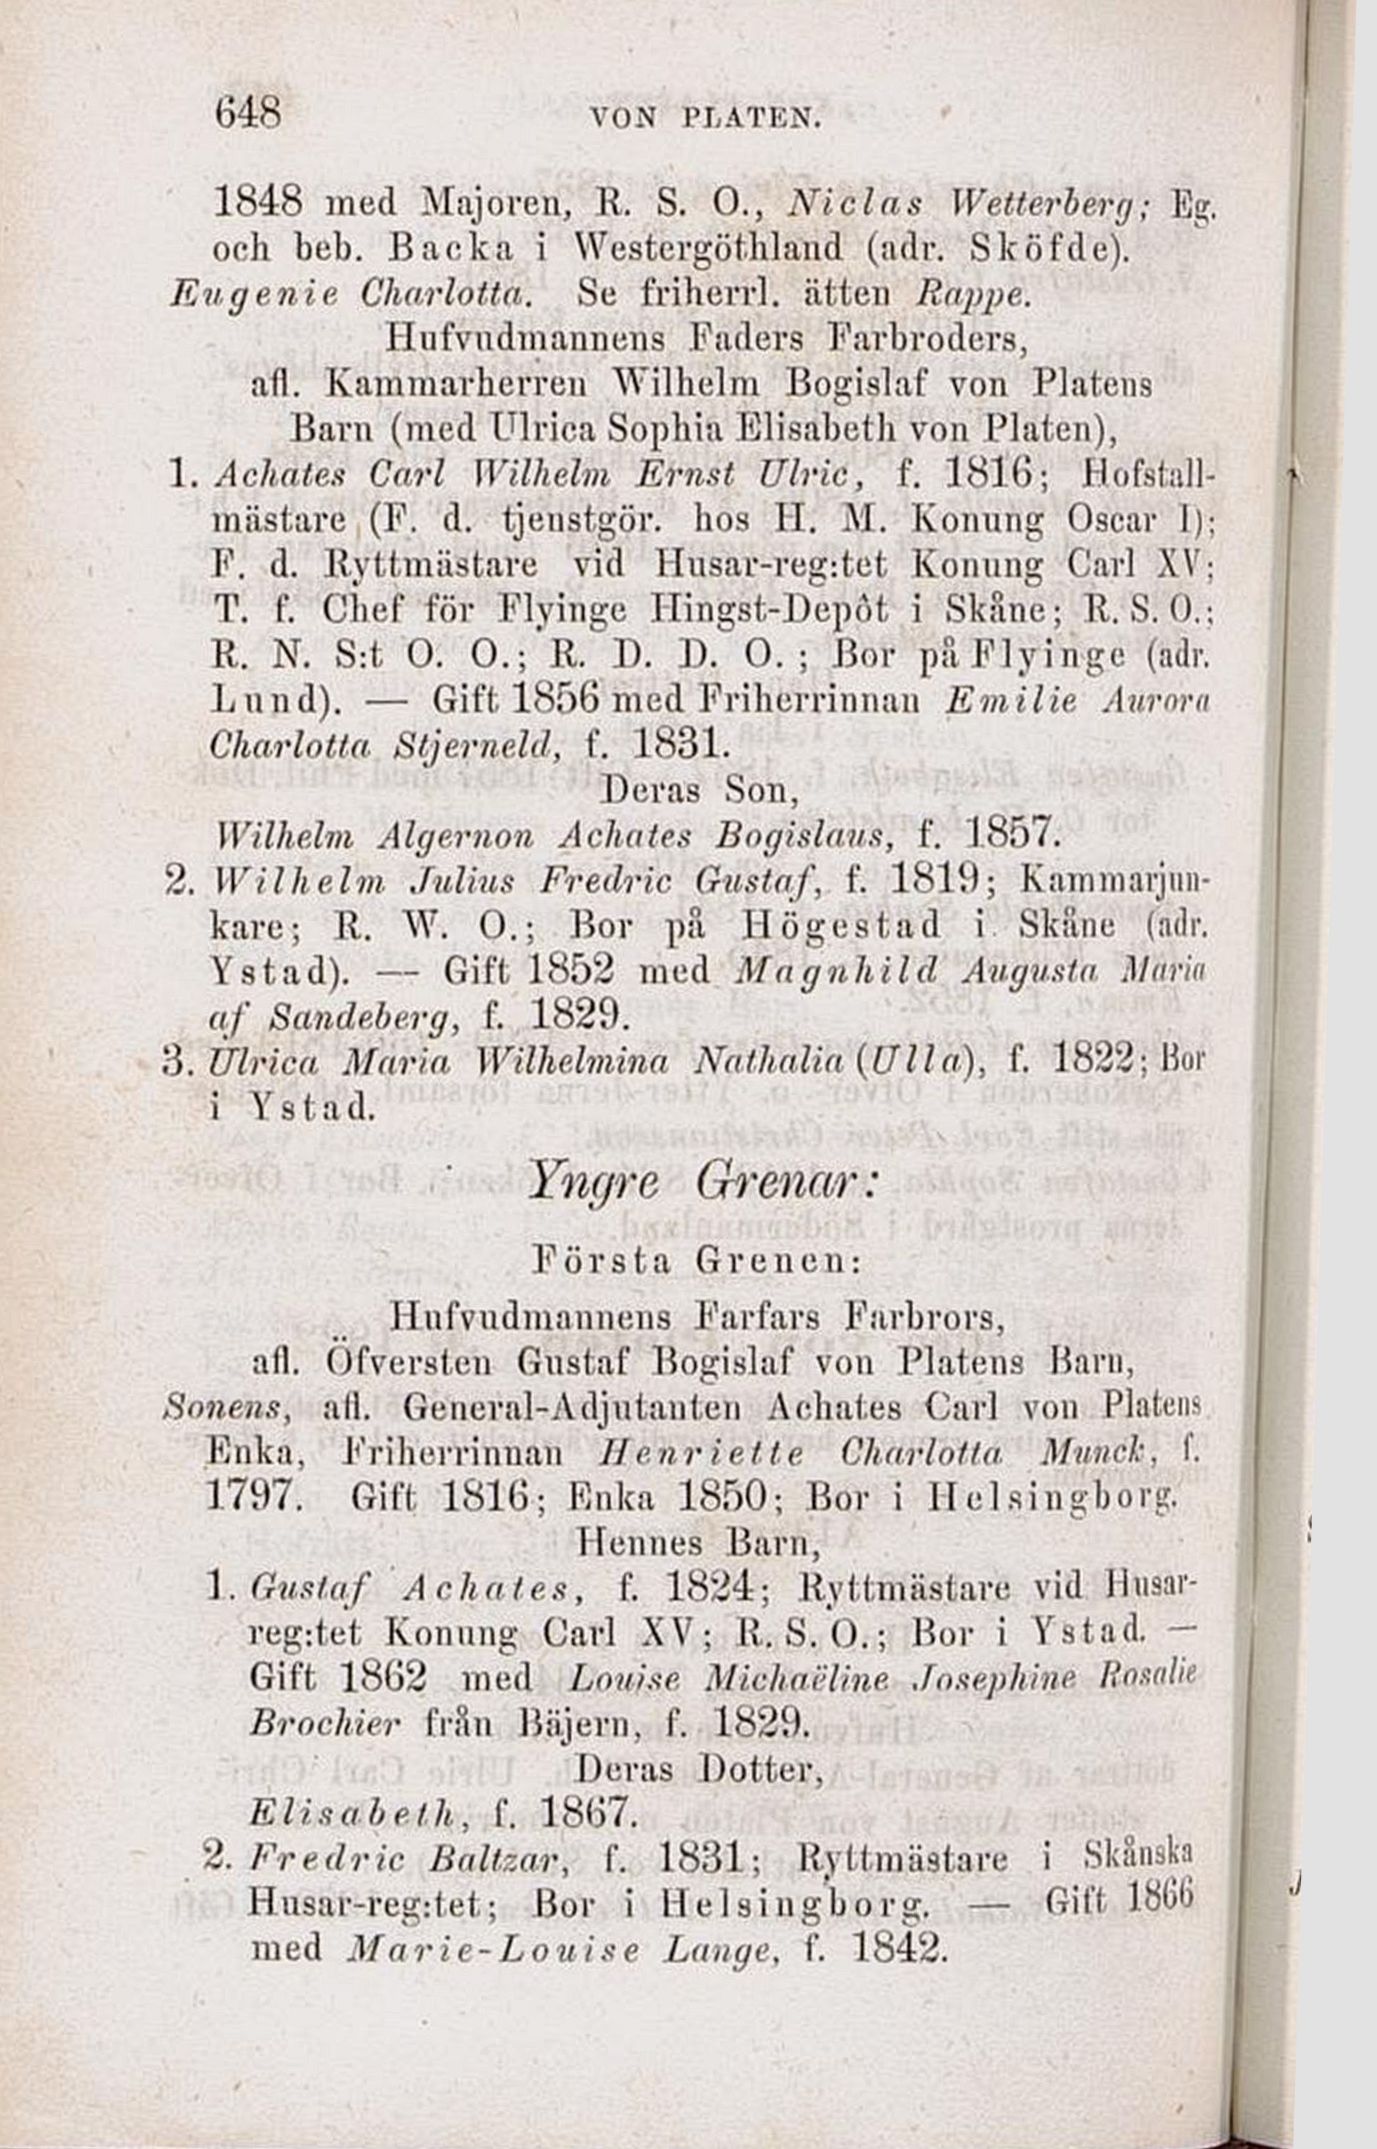 648 VON PLATEN.
1848 med Majoren, R. S. O., Niclas Wetterberg; Eg.
och beb. Backa i Westergöthland (adr. Sköfde).
Eugenie Charlotta. Se friherrl. ätten Rappe.
Hufvudmannens Faders Farbroders,
afl. Kammarherren Wilhelm Bogislaf von Platens
Barn (med Ulrica Sophia Elisabeth von Platen),
1. Achates Carl Wilhelm Ernst Ulric, f. 1816; Hofstall-
mästare (F. d. tjenstgör. hos H. M. Konung Oscar I);
F. d. Ryttmästare vid Husar-reg:tet Konung Carl XV;
T. f. Chef för Flyinge Hingst-Depôt i Skåne; R. S. O.;
R. N. S:t O. O.; R. D. D. O.; Bor på Flyinge (adr.
Lund). — Gift 1856 med Friherrinnan Emilie Aurora
Charlotta Stjerneld, f. 1831.
Deras Son,
Wilhelm Algernon Achates Bogislaus, f. 1857.
2. Wilhelm Julius Fredric Gustaf, f. 1819; Kammarjun-
kare; R. W. O.; Bor på Högestad i Skåne (adr.
Ystad). — Gift 1852 med Magnhild Augusta Maria
af Sandeberg, f. 1829.
3. Ulrica Maria Wilhelmina Nathalia (Ulla), f. 1822; Bor
i Ystad.
Yngre Grenar:
Första Grenen:
Hufvudmannens Farfars Farbrors,
afl. Öfversten Gustaf Bogislaf von Platens Barn,
Sonens, afl. General-Adjutanten Achates Carl von Platens
Enka, Friherrinnan Henriette Charlotta Munck, f.
1797. Gift 1816; Enka 1850; Bor i Helsingborg.
Hennes Barn,
1. Gustaf Achates, f. 1824; Ryttmästare vid Husar-
reg:tet Konung Carl XV; R. S. O.; Bor i Ystad. —
Gift 1862 med Louise Michaëline Josephine Rosalie
Brochier från Bäjern, f. 1829.
Deras Dotter,
Elisabeth, f. 1867.
2. Fredric Baltzar, f. 1831; Ryttmästare i Skånska
Husar-reg:tet; Bor i Helsingborg. — Gift 1866
med Marie-Louise Lange, f. 1842.